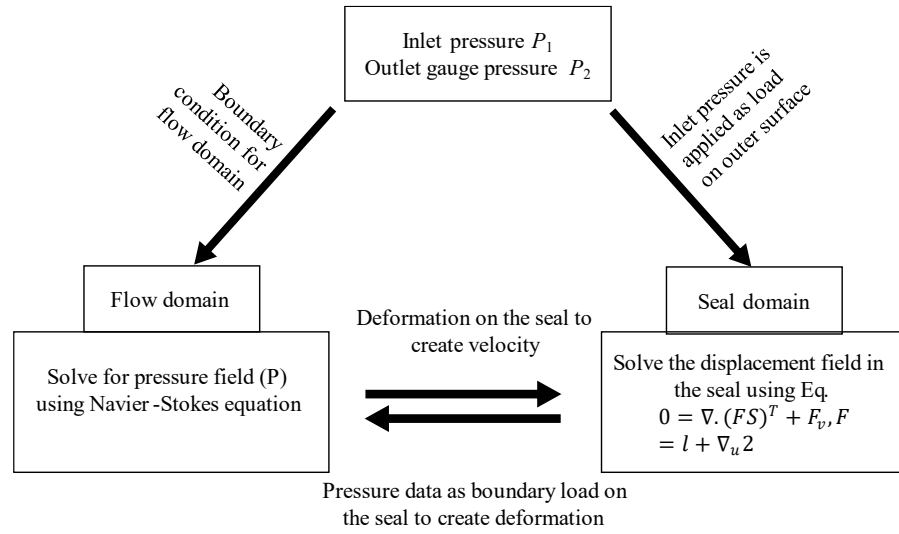 Inlet pressure P₁
Outlet gauge pressure P₂
Boundary
condition for
flow domain
Inlet pressure is
applied as load
on outer surface
Flow domain
Seal domain
Deformation on the seal to
create velocity
Solve for pressure field (P)
using Navier-Stokes equation
Solve the displacement field in
the seal using Eq.
0 = ∇. (FS)ᵀ + Fᵥ, F
= l + ∇ᵤ2
Pressure data as boundary load on
the seal to create deformation